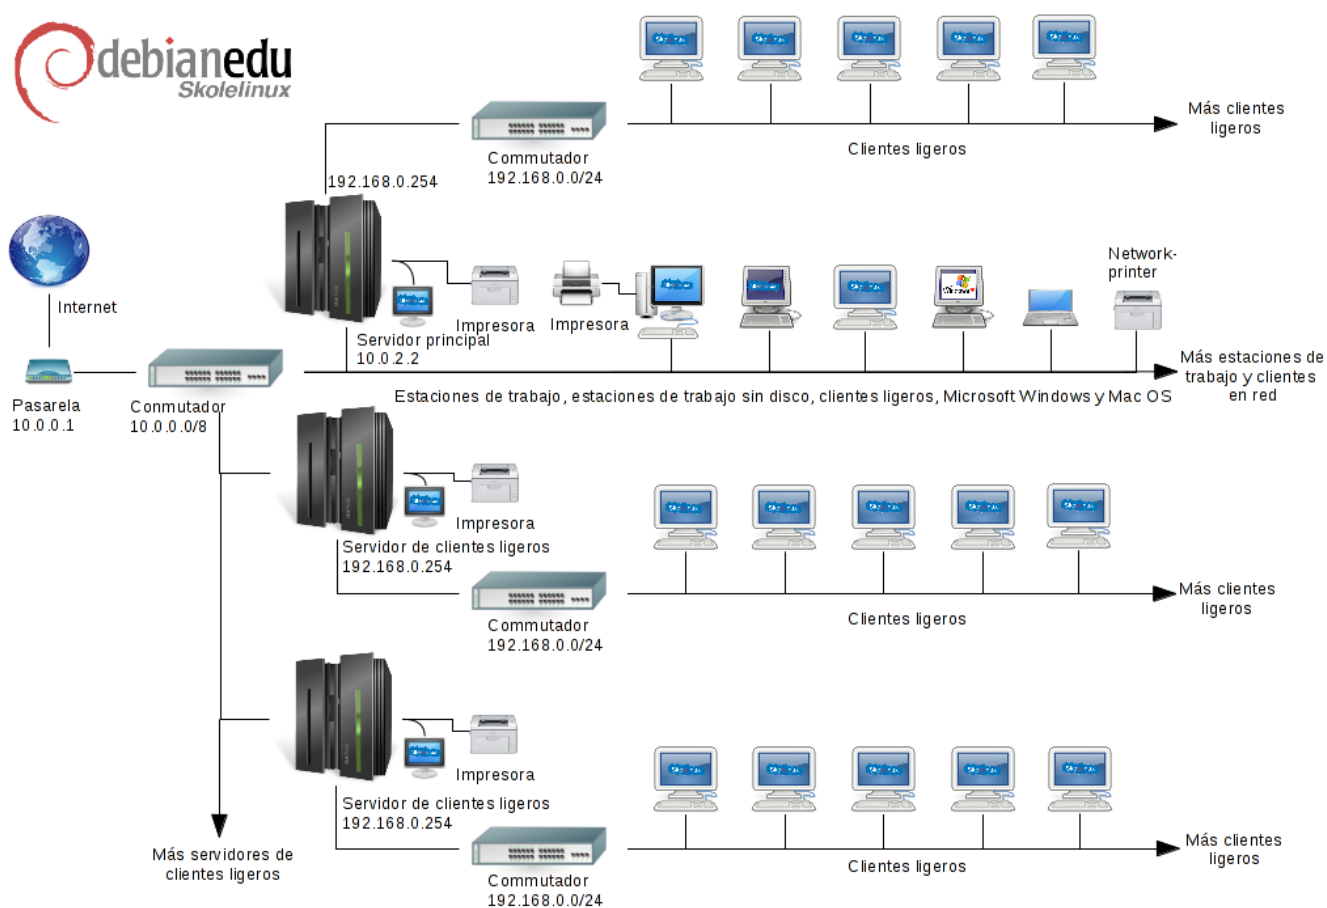 debianedu
Skolelinux
Más clientes
ligeros
Clientes ligeros
Commutador
192.168.0.0/24
192.168.0.254
Network-
printer
Internet
Impresora
Impresora
Servidor principal
10.0.2.2
Más estaciones de
trabajo y clientes
en red
Pasarela
10.0.0.1
Conmutador
10.0.0.0/8
Estaciones de trabajo, estaciones de trabajo sin disco, clientes ligeros, Microsoft Windows y Mac OS
Impresora
Servidor de clientes ligeros
192.168.0.254
Más clientes
ligeros
Clientes ligeros
Commutador
192.168.0.0/24
Impresora
Servidor de clientes ligeros
192.168.0.254
Más clientes
ligeros
Clientes ligeros
Más servidores de
clientes ligeros
Commutador
192.168.0.0/24